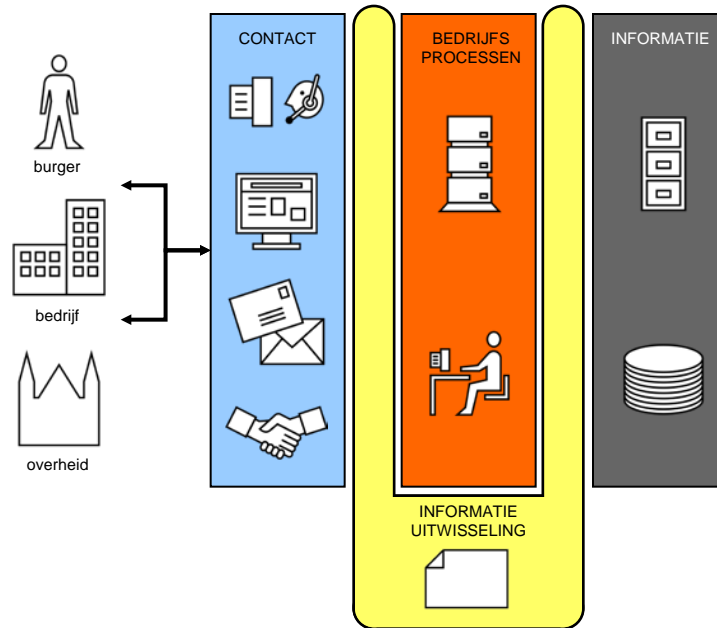 CONTACT
BEDRIJFS
PROCESSEN
INFORMATIE
burger
bedrijf
overheid
INFORMATIE
UITWISSELING